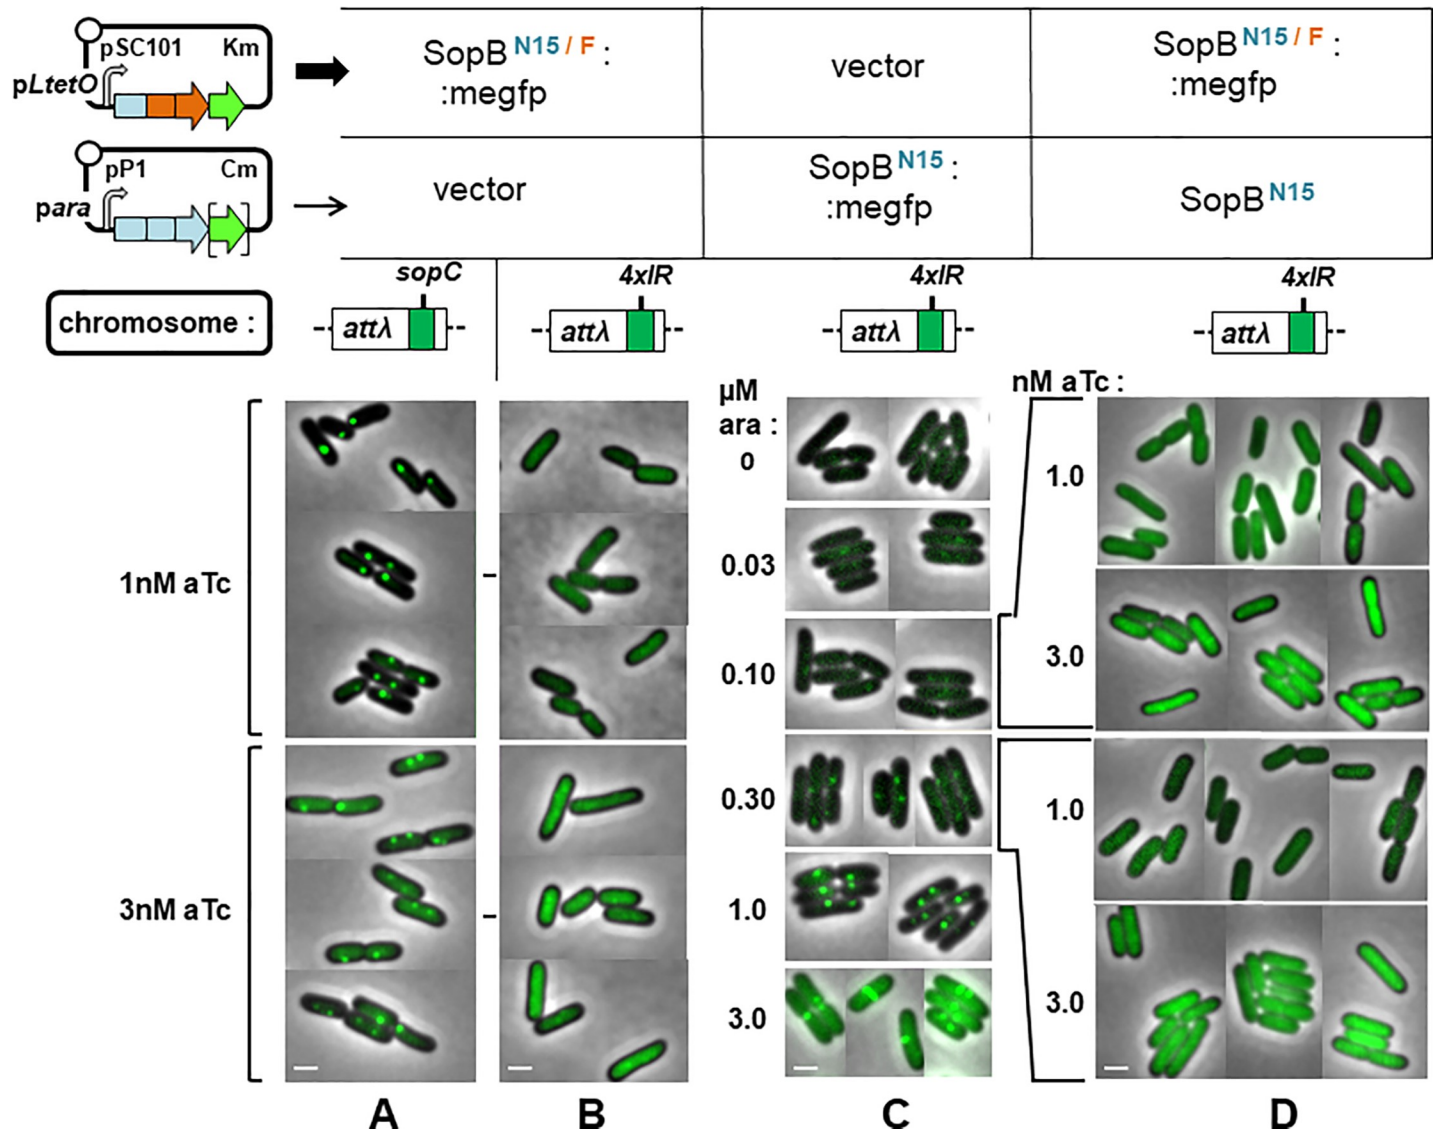 pSC101 Km
pLtetO
SopB N15 / F :
:megfp
vector
SopB N15 / F :
:megfp
pP1 Cm
para
vector
SopB N15 :
:megfp
SopB N15
sopC
4xIR
4xIR
4xIR
chromosome :
attλ
attλ
attλ
attλ
µM
ara :
nM aTc :
0
1.0
0.03
1nM aTc
-
0.10
3.0
0.30
1.0
3nM aTc
-
1.0
3.0
3.0
A
B
C
D